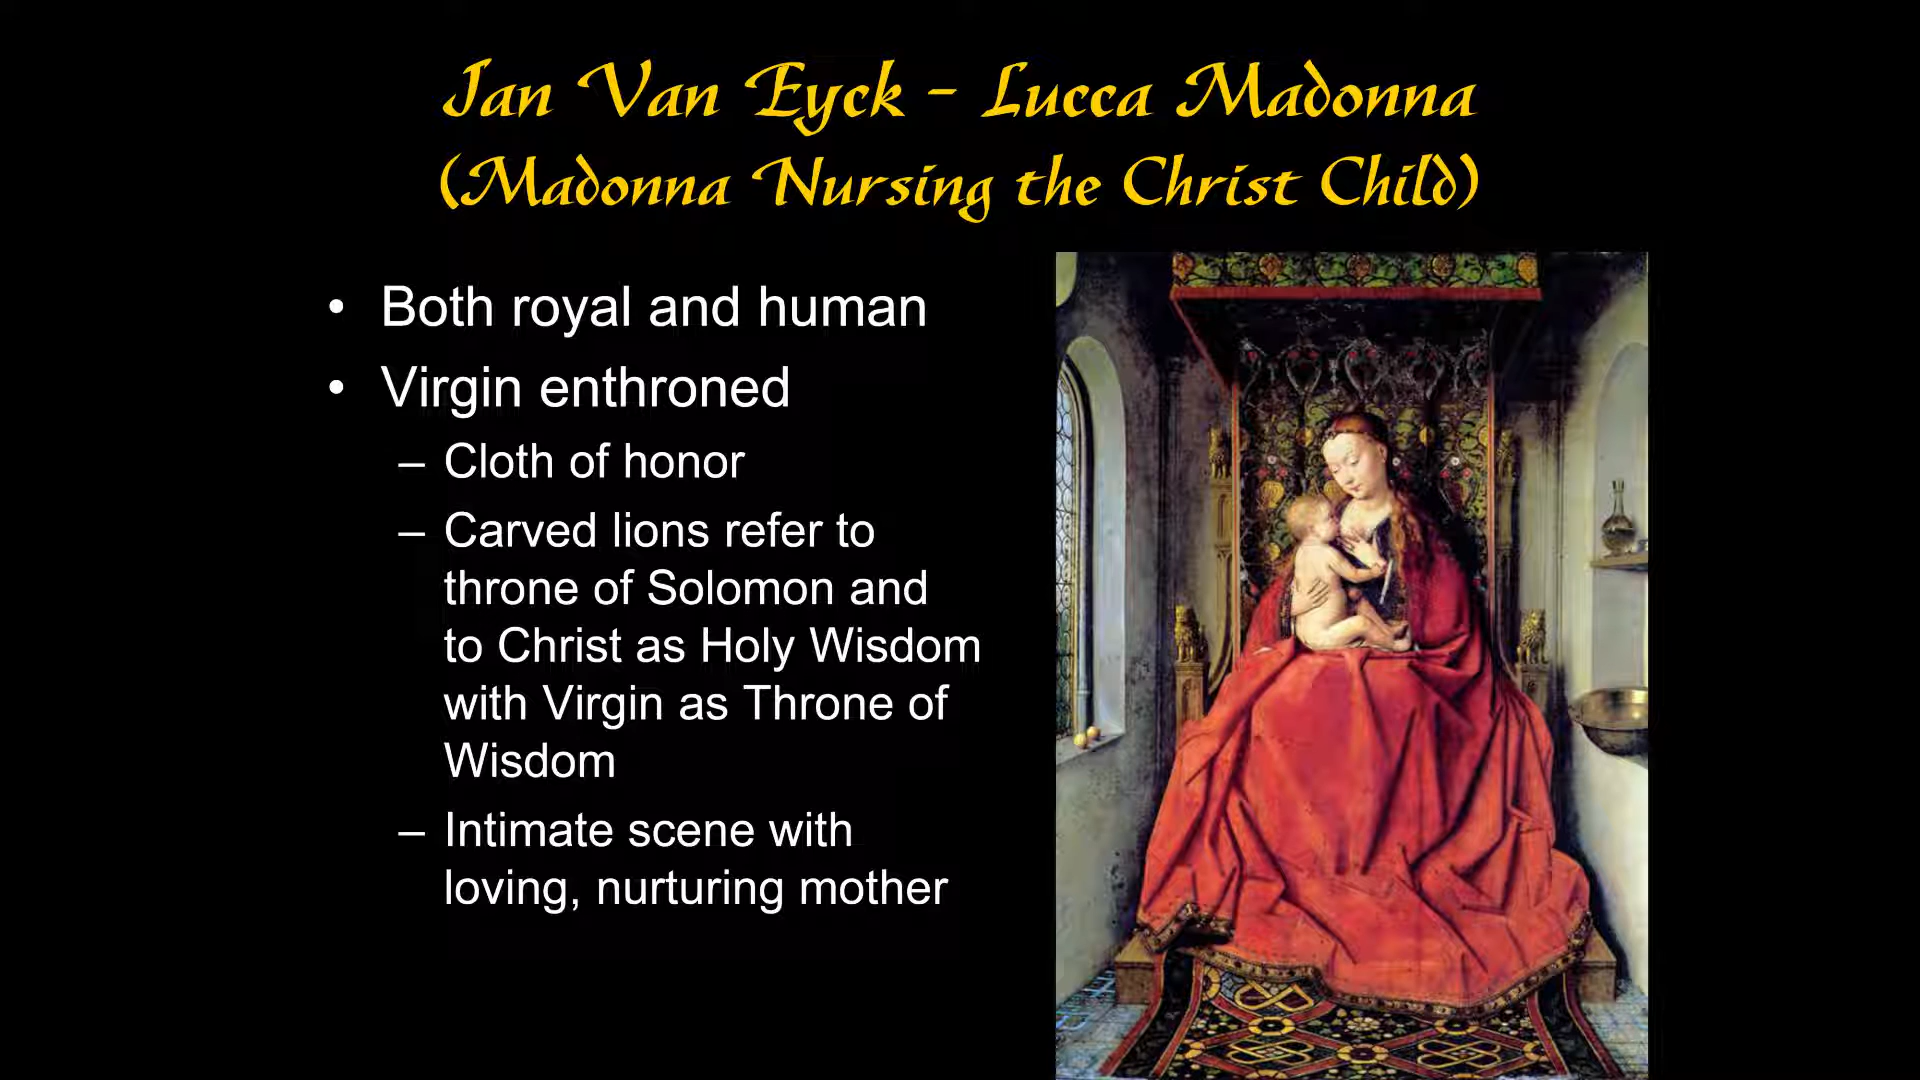 Jan Van Eyck - Lucca Madonna
(Madonna Nursing the Christ Child)
• Both royal and human
• Virgin enthroned
– Cloth of honor
– Carved lions refer to
throne of Solomon and
to Christ as Holy Wisdom
with Virgin as Throne of
Wisdom
– Intimate scene with
loving, nurturing mother